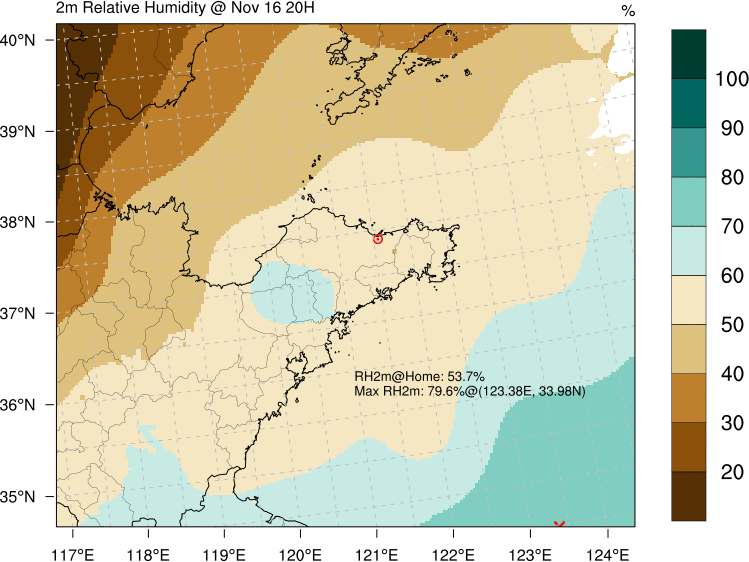 2m Relative Humidity @ Nov 16 20H
%
40°N
39°N
38°N
37°N
36°N
35°N
RH2m@Home: 53.7%
Max RH2m: 79.6%@(123.38E, 33.98N)
117°E 118°E 119°E 120°E 121°E 122°E 123°E 124°E
100
90
80
70
60
50
40
30
20